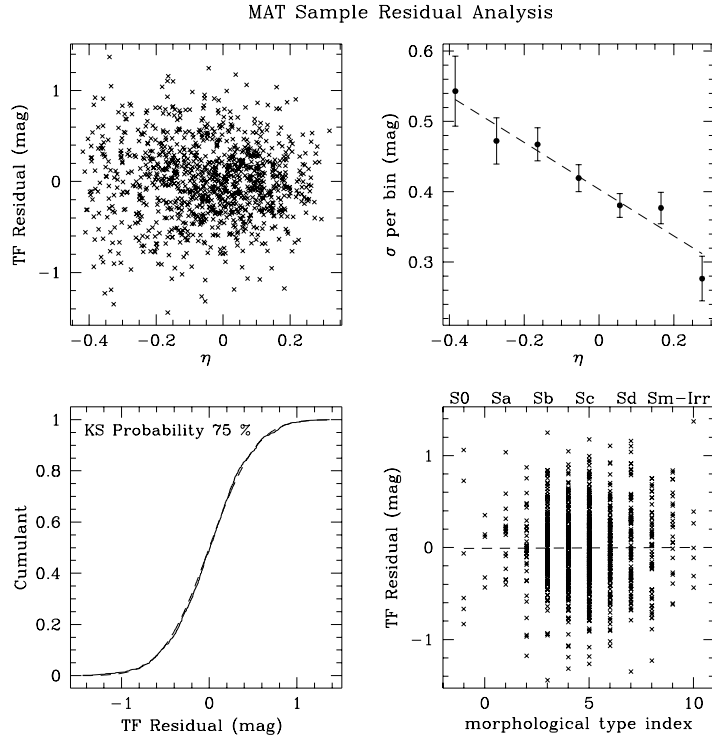 MAT Sample Residual Analysis
TF Residual (mag)
1
0
−1
−0.4 −0.2 0 0.2
η
σ per bin (mag)
0.6
0.5
0.4
0.3
−0.4 −0.2 0 0.2
η
KS Probability 75 %
Cumulant
1
0.8
0.6
0.4
0.2
0
−1 0 1
TF Residual (mag)
S0 Sa Sb Sc Sd Sm−Irr
TF Residual (mag)
1
0
−1
0 5 10
morphological type index